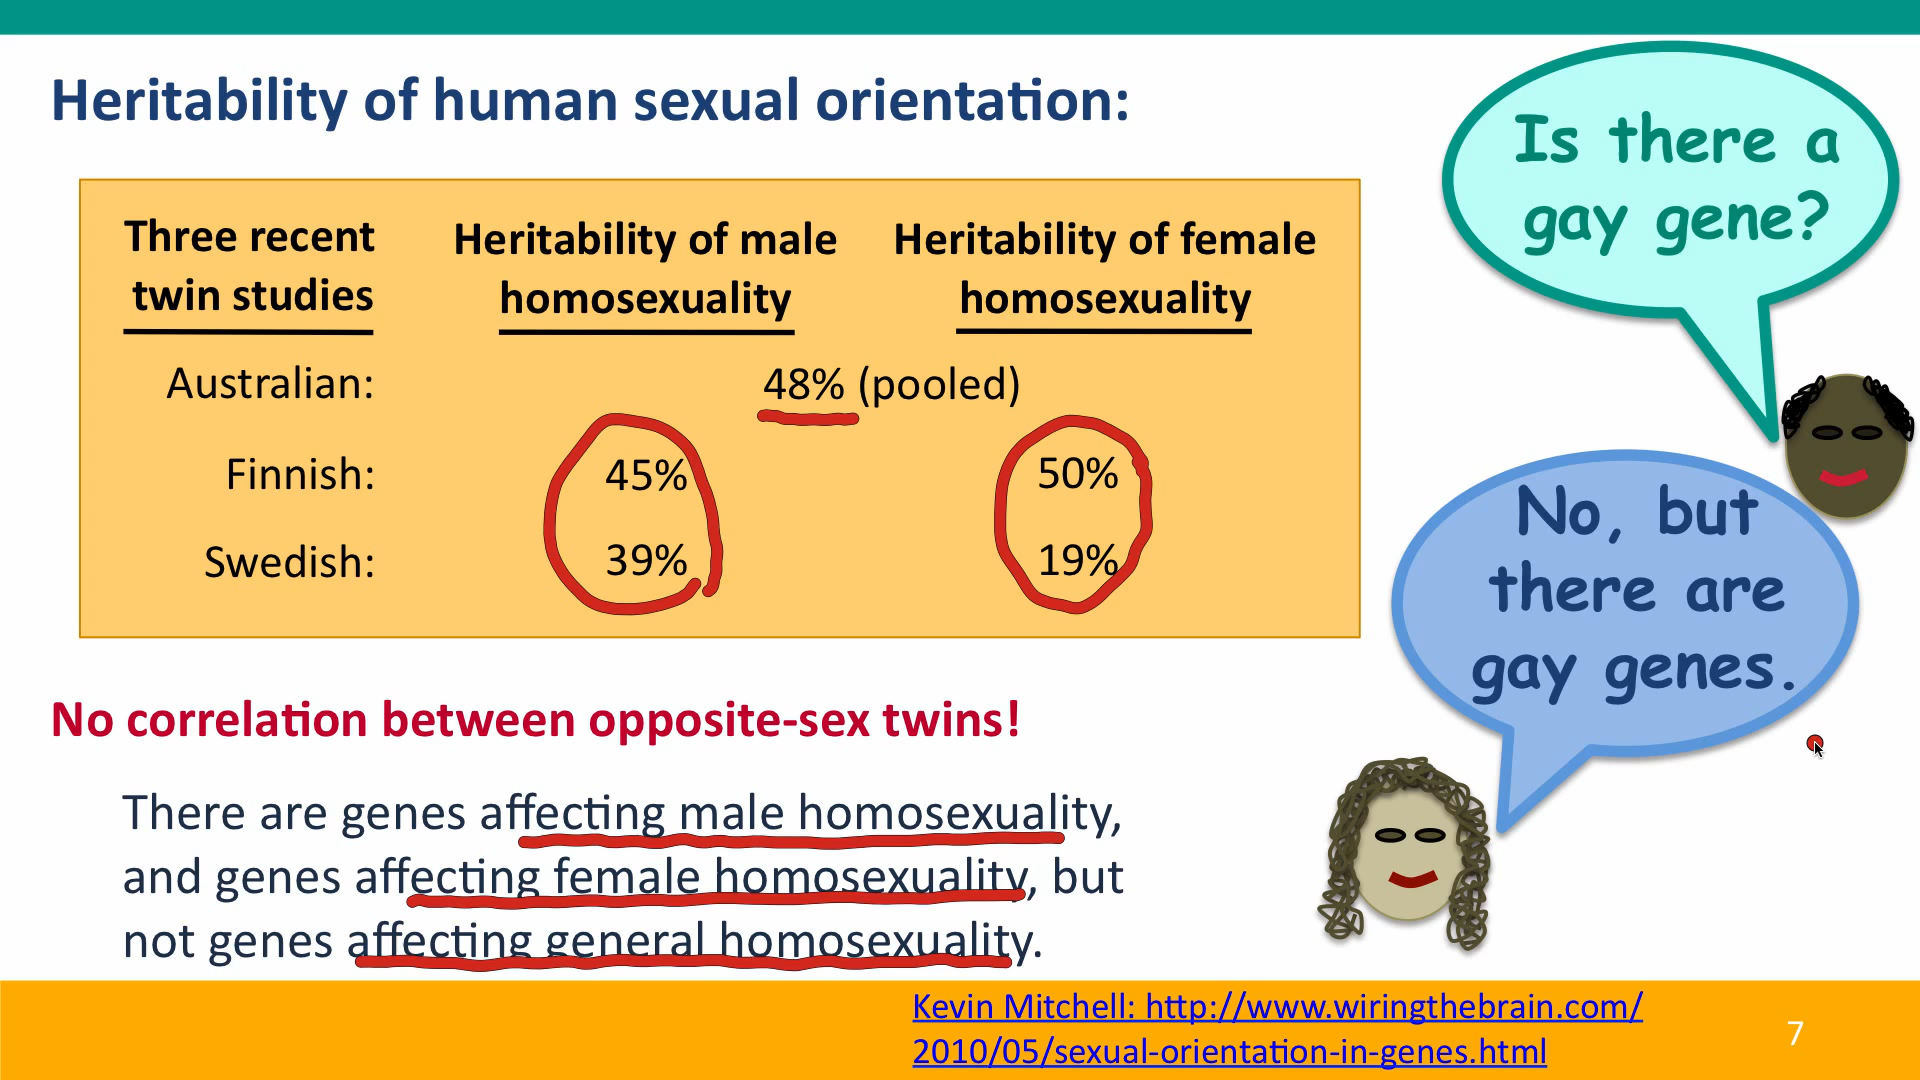 Heritability of human sexual orientation:
Three recent
twin studies
Heritability of male
homosexuality
Heritability of female
homosexuality
Australian:
48% (pooled)
Finnish:
45%
50%
Swedish:
39%
19%
No correlation between opposite-sex twins!
There are genes affecting male homosexuality,
and genes affecting female homosexuality, but
not genes affecting general homosexuality.
Is there a
gay gene?
No, but
there are
gay genes.
Kevin Mitchell: http://www.wiringthebrain.com/
2010/05/sexual-orientation-in-genes.html
7